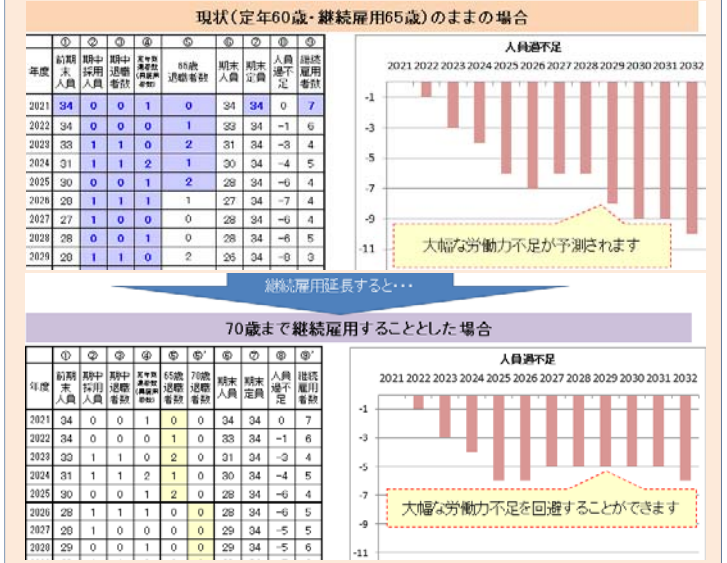 現状(定年60歳・継続雇用65歳)のままの場合
① ② ③ ④ ⑤ ⑥ ⑦ ⑧ ⑨
年度 前期末人員 期中採用人員 期中退職者数 65歳退職者数 期末人員 期末定員 人員過不足 継続雇用者数
2021 34 0 0 1 0 34 34 0 7
2022 34 0 0 0 1 33 34 -1 6
2023 33 1 1 0 2 31 34 -3 4
2024 31 1 1 2 1 30 34 -4 5
2025 30 0 0 1 2 28 34 -6 4
2026 28 1 1 1 1 27 34 -7 4
2027 27 1 0 0 0 28 34 -6 4
2028 28 0 0 1 0 28 34 -6 5
2029 28 1 1 0 2 26 34 -8 3
人員過不足
2021 2022 2023 2024 2025 2026 2027 2028 2029 2030 2031 2032
-1
-3
-5
-7
-9
-11
大幅な労働力不足が予測されます
継続雇用延長すると・・・
70歳まで継続雇用することとした場合
① ② ③ ④ ⑤ ⑤' ⑥ ⑦ ⑧ ⑨'
年度 前期末人員 期中採用人員 期中退職者数 65歳退職者数 70歳退職者数 期末人員 期末定員 人員過不足 継続雇用者数
2021 34 0 0 1 0 0 34 34 0 7
2022 34 0 0 0 1 0 33 34 -1 6
2023 33 1 1 0 2 0 31 34 -3 4
2024 31 1 1 2 1 0 30 34 -4 5
2025 30 0 0 1 2 0 28 34 -6 4
2026 28 1 1 1 0 0 28 34 -6 5
2027 28 1 0 0 0 0 29 34 -5 5
2028 29 0 0 1 0 0 29 34 -5 6
人員過不足
2021 2022 2023 2024 2025 2026 2027 2028 2029 2030 2031 2032
-1
-3
-5
-7
-9
-11
大幅な労働力不足を回避することができます